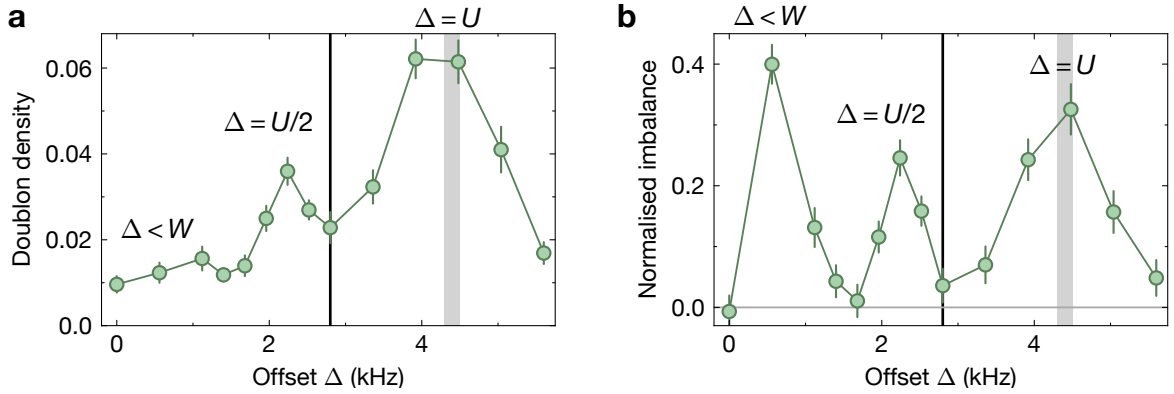 a
Δ = U
Doublon density
0.06
0.04
0.02
0.0
Δ = U/2
Δ < W
0
2
4
Offset Δ (kHz)
b
Δ < W
Normalised imbalance
0.4
0.2
0.0
Δ = U
Δ = U/2
0
2
4
Offset Δ (kHz)